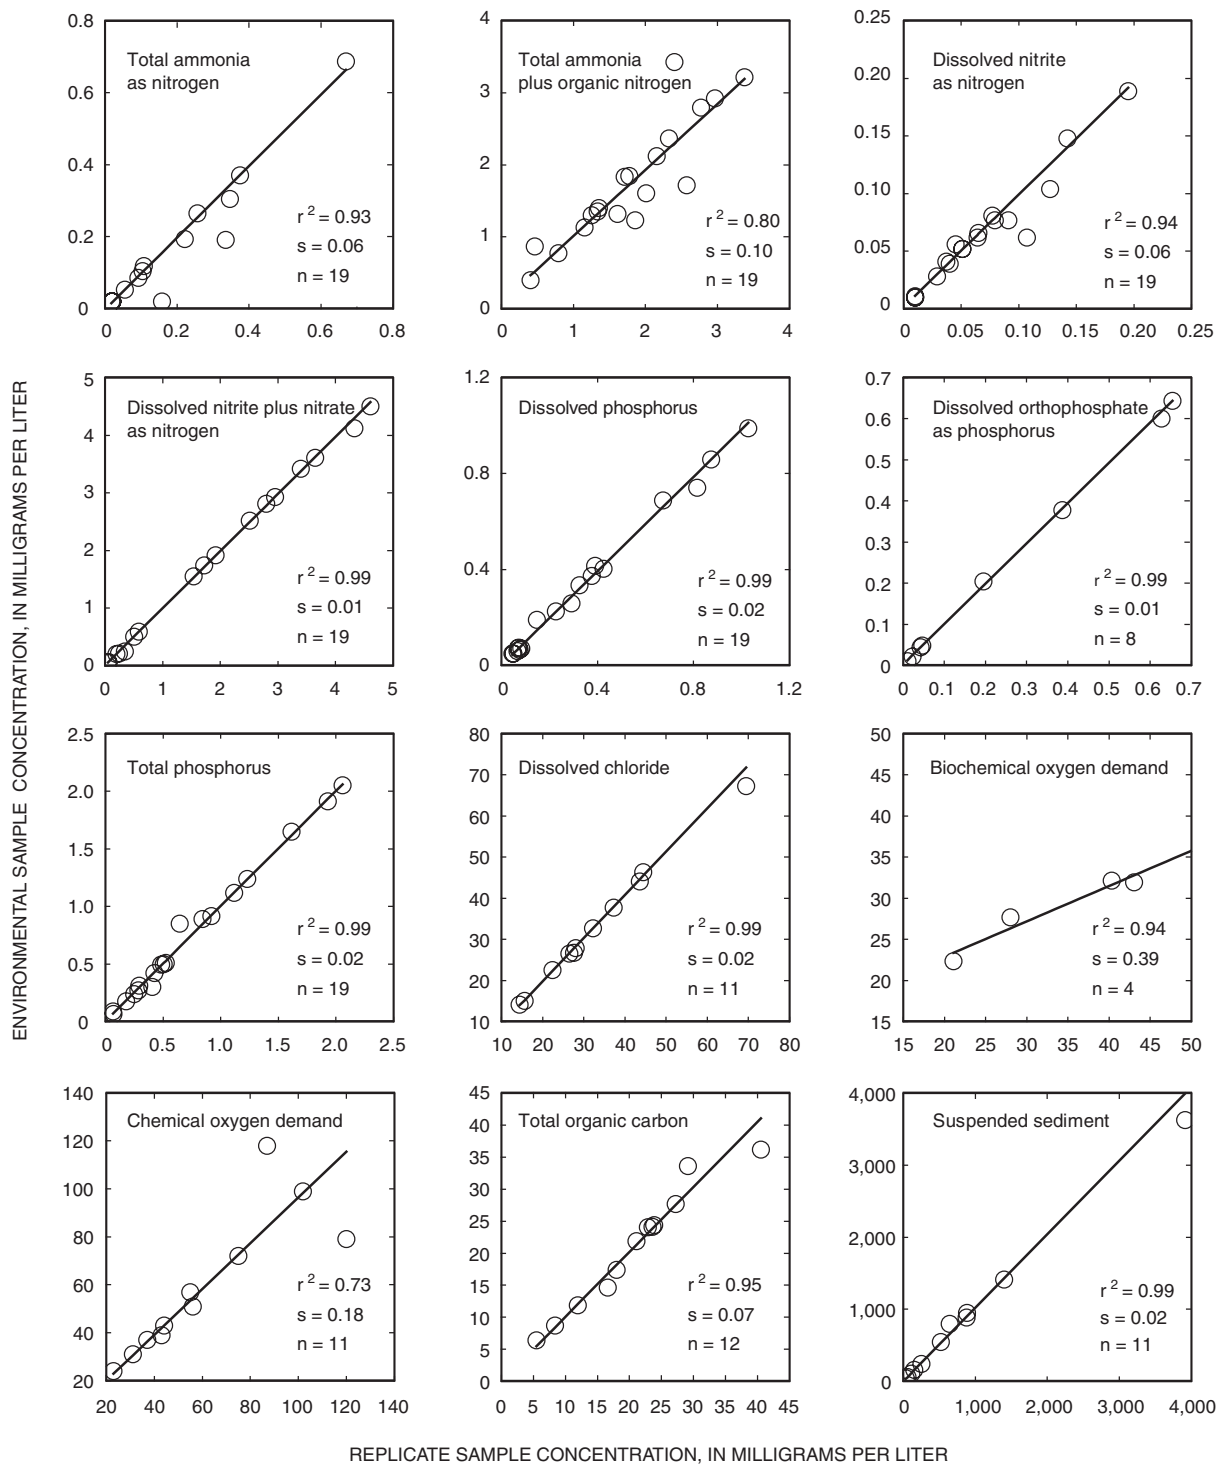 ENVIRONMENTAL SAMPLE CONCENTRATION, IN MILLIGRAMS PER LITER
0.8
0.6
0.4
0.2
0
Total ammonia
as nitrogen
r² = 0.93
s = 0.06
n = 19
0 0.2 0.4 0.6 0.8
4
3
2
1
0
Total ammonia
plus organic nitrogen
r² = 0.80
s = 0.10
n = 19
0 1 2 3 4
0.25
0.20
0.15
0.10
0.05
0
Dissolved nitrite
as nitrogen
r² = 0.94
s = 0.06
n = 19
0 0.05 0.10 0.15 0.20 0.25
5
4
3
2
1
0
Dissolved nitrite plus nitrate
as nitrogen
r² = 0.99
s = 0.01
n = 19
0 1 2 3 4 5
1.2
0.8
0.4
0
Dissolved phosphorus
r² = 0.99
s = 0.02
n = 19
0 0.4 0.8 1.2
0.7
0.6
0.5
0.4
0.3
0.2
0.1
0
Dissolved orthophosphate
as phosphorus
r² = 0.99
s = 0.01
n = 8
0 0.1 0.2 0.3 0.4 0.5 0.6 0.7
2.5
2.0
1.5
1.0
0.5
0
Total phosphorus
r² = 0.99
s = 0.02
n = 19
0 0.5 1.0 1.5 2.0 2.5
80
70
60
50
40
30
20
10
Dissolved chloride
r² = 0.99
s = 0.02
n = 11
10 20 30 40 50 60 70 80
50
45
40
35
30
25
20
15
Biochemical oxygen demand
r² = 0.94
s = 0.39
n = 4
15 20 25 30 35 40 45 50
140
120
100
80
60
40
20
Chemical oxygen demand
r² = 0.73
s = 0.18
n = 11
20 40 60 80 100 120 140
45
40
35
30
25
20
15
10
5
0
Total organic carbon
r² = 0.95
s = 0.07
n = 12
0 5 10 15 20 25 30 35 40 45
4,000
3,000
2,000
1,000
0
Suspended sediment
r² = 0.99
s = 0.02
n = 11
0 1,000 2,000 3,000 4,000
REPLICATE SAMPLE CONCENTRATION, IN MILLIGRAMS PER LITER